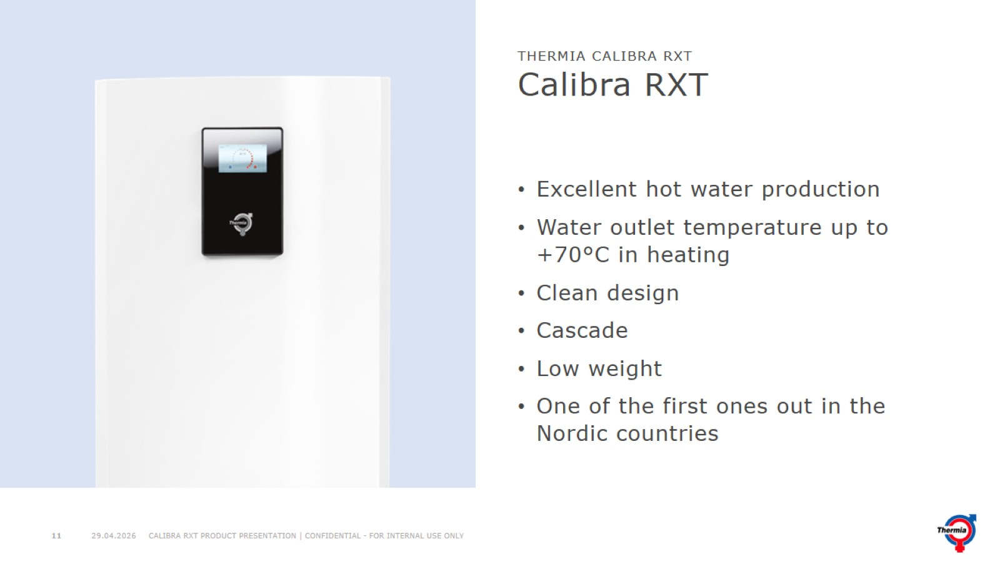 THERMIA CALIBRA RXT
Calibra RXT
• Excellent hot water production
• Water outlet temperature up to
+70°C in heating
• Clean design
• Cascade
• Low weight
• One of the first ones out in the
Nordic countries
Thermia
11 29.04.2026 CALIBRA RXT PRODUCT PRESENTATION | CONFIDENTIAL - FOR INTERNAL USE ONLY
Thermia